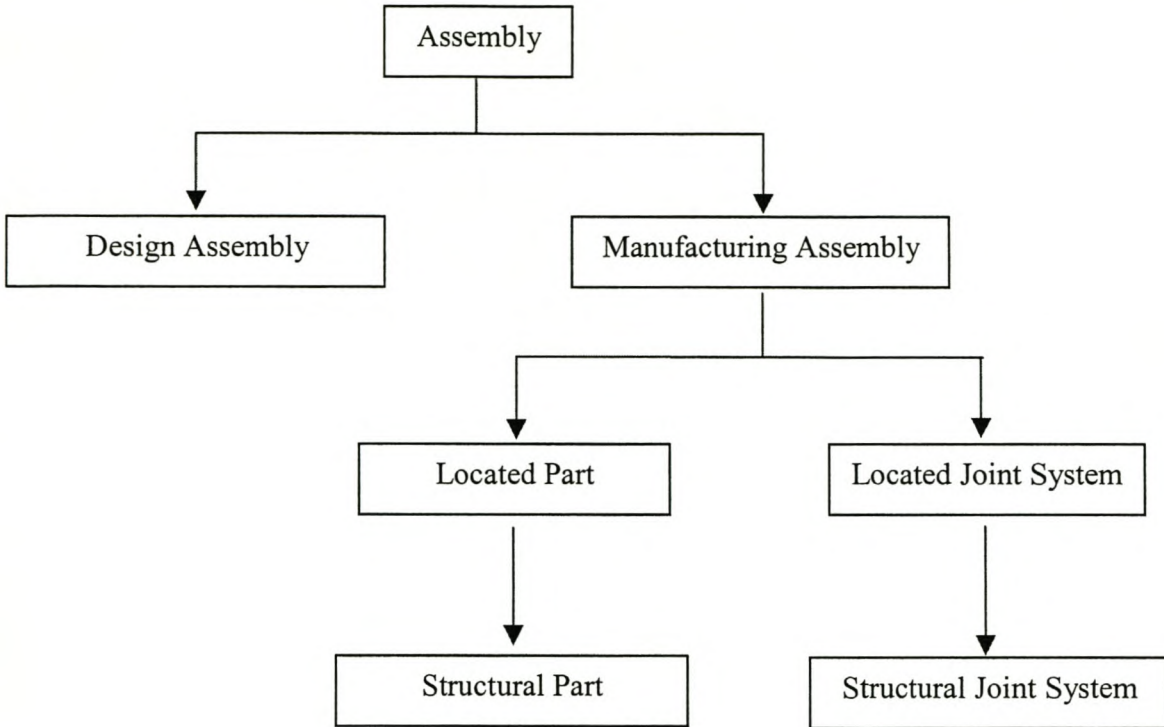 Assembly
Design Assembly
Manufacturing Assembly
Located Part
Located Joint System
Structural Part
Structural Joint System